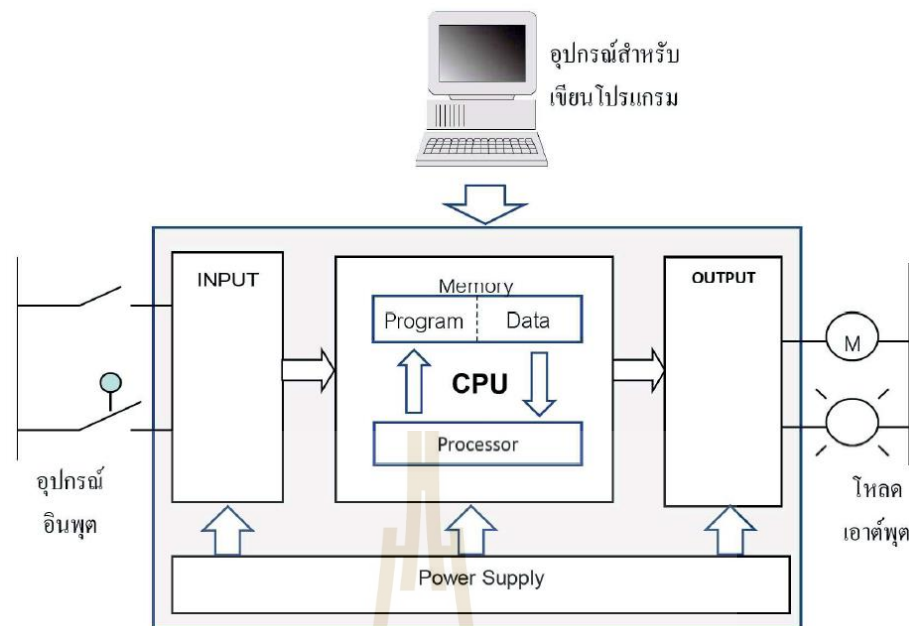 อุปกรณ์สำหรับ
เขียนโปรแกรม
INPUT
Memory
Program
Data
CPU
Processor
OUTPUT
M
อุปกรณ์
อินพุต
โหลด
เอาต์พุต
Power Supply